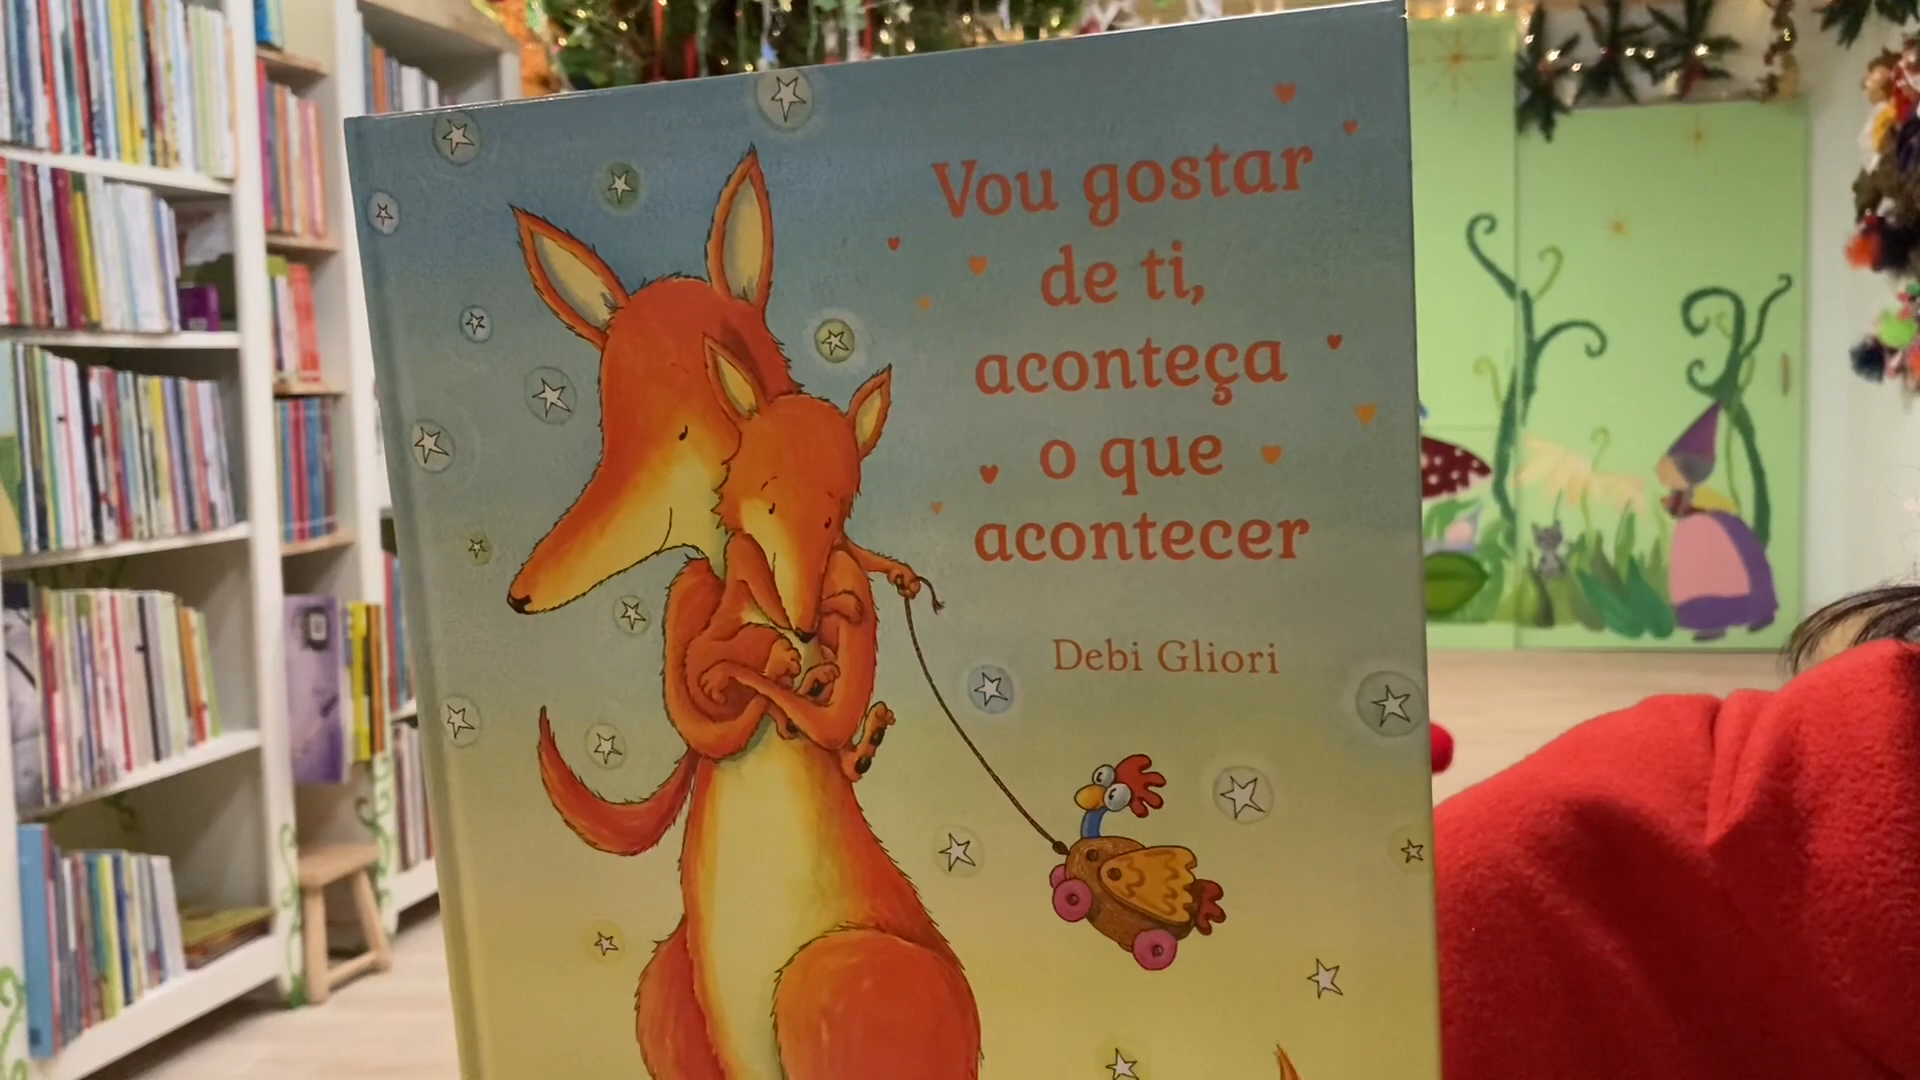 Vou gostar
de ti,
aconteça
o que
acontecer
Debi Gliori